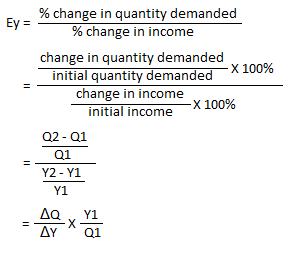 % change in quantity demanded
Ey =
% change in income
change in quantity demanded
initial quantity demanded X 100%
=
change in income
initial income X 100%
Q2 - Q1
Q1
=
Y2 - Y1
Y1
= ΔQ X Y1
ΔY Q1